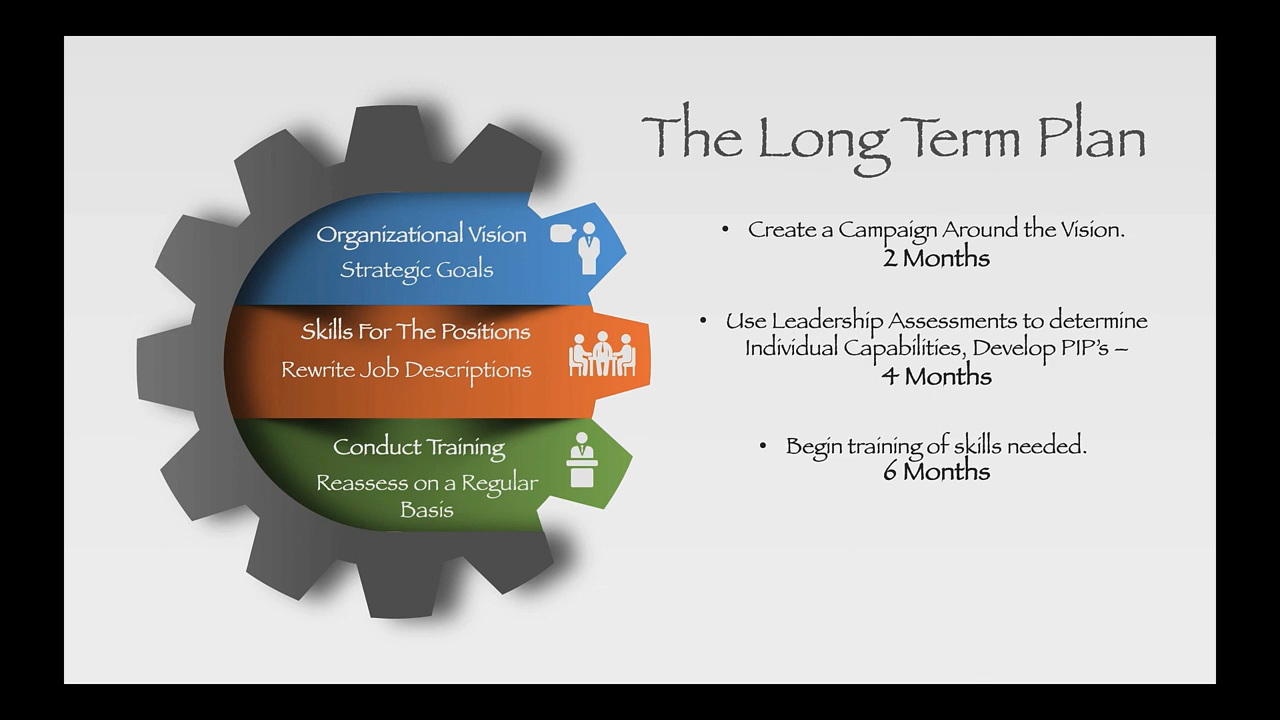 The Long Term Plan
Organizational Vision
Strategic Goals
Skills For The Positions
Rewrite Job Descriptions
Conduct Training
Reassess on a Regular
Basis
• Create a Campaign Around the Vision.
2 Months
• Use Leadership Assessments to determine
Individual Capabilities, Develop PIP's –
4 Months
• Begin training of skills needed.
6 Months